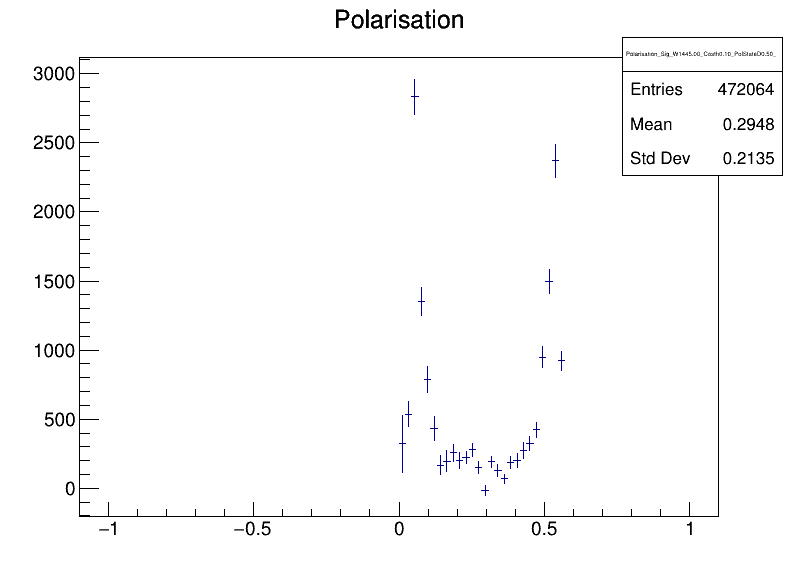 Polarisation
Polarisation_Sig_W1445.00_Costh0.10_PolStateD0.50_
Entries 472064
Mean 0.2948
Std Dev 0.2135
3000
2500
2000
1500
1000
500
0
−1 −0.5 0 0.5 1